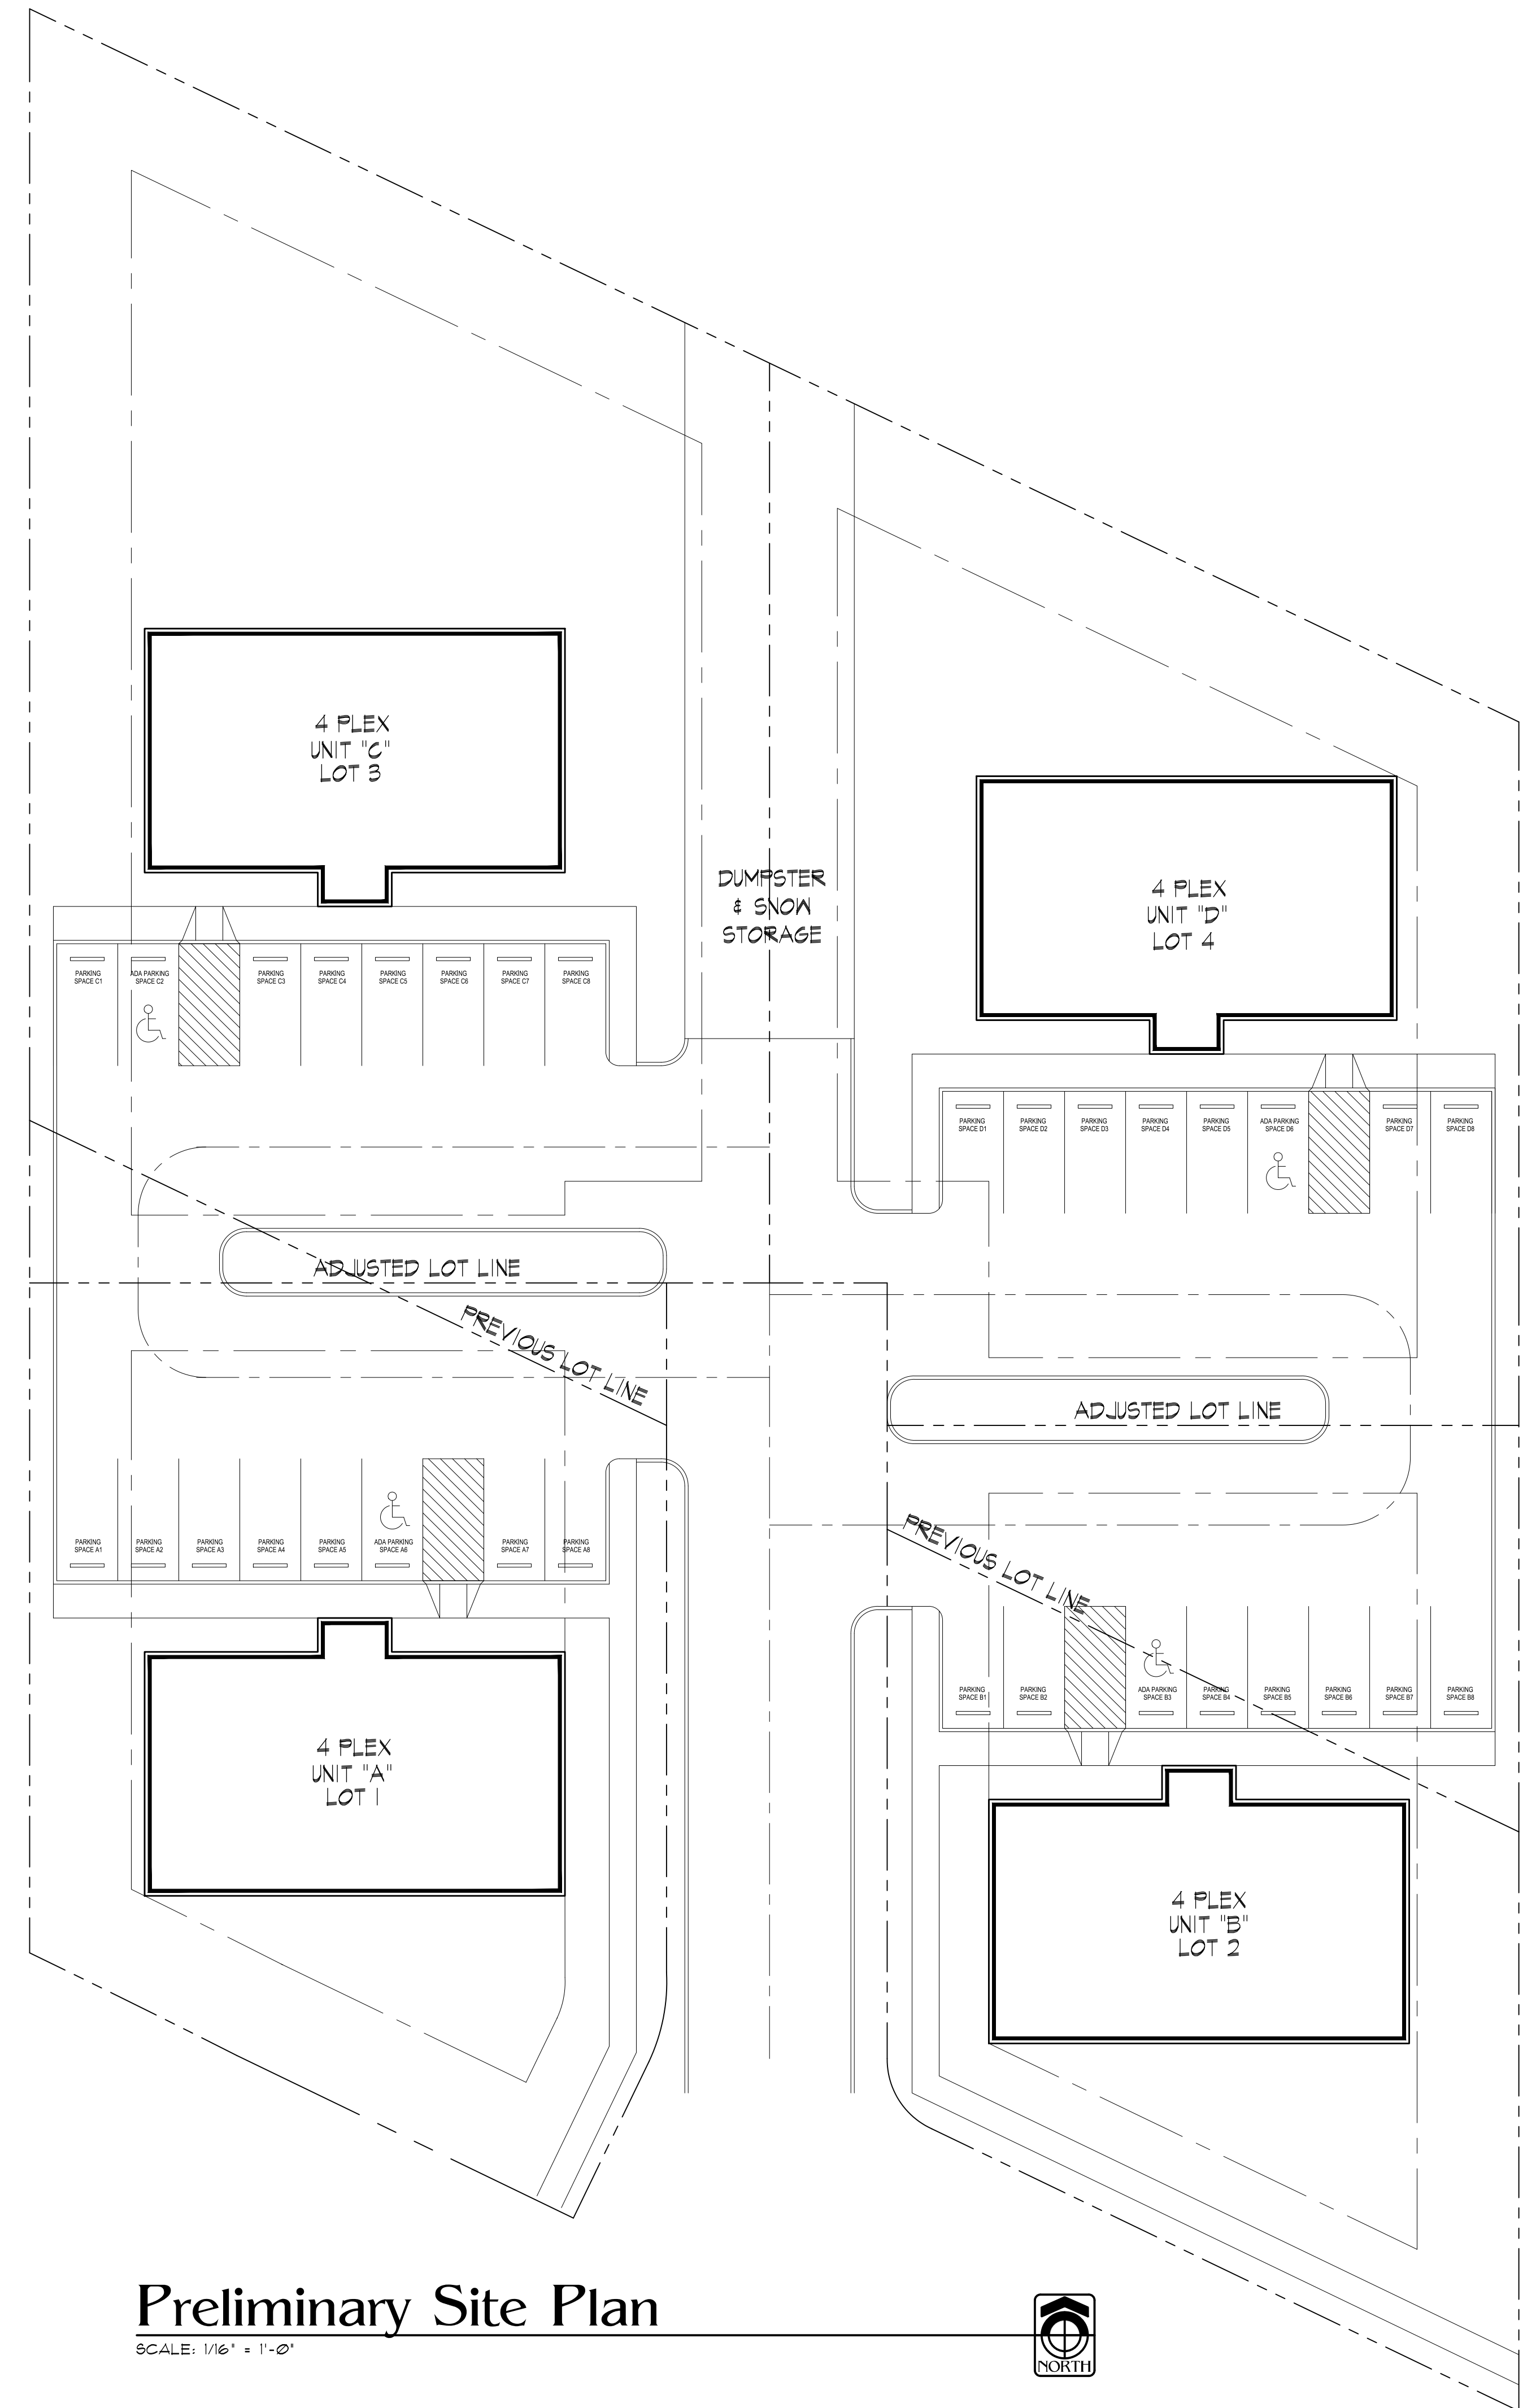 4 PLEX
UNIT "C"
LOT 3
DUMPSTER
& SNOW
STORAGE
4 PLEX
UNIT "D"
LOT 4
PARKING
SPACE C1
ADA PARKING
SPACE C2
PARKING
SPACE C3
PARKING
SPACE C4
PARKING
SPACE C5
PARKING
SPACE C6
PARKING
SPACE C7
PARKING
SPACE C8
PARKING
SPACE D1
PARKING
SPACE D2
PARKING
SPACE D3
PARKING
SPACE D4
PARKING
SPACE D5
ADA PARKING
SPACE D6
PARKING
SPACE D7
PARKING
SPACE D8
ADJUSTED LOT LINE
PREVIOUS LOT LINE
ADJUSTED LOT LINE
PREVIOUS LOT LINE
PARKING
SPACE A1
PARKING
SPACE A2
PARKING
SPACE A3
PARKING
SPACE A4
PARKING
SPACE A5
ADA PARKING
SPACE A6
PARKING
SPACE A7
PARKING
SPACE A8
PARKING
SPACE B1
PARKING
SPACE B2
ADA PARKING
SPACE B3
PARKING
SPACE B4
PARKING
SPACE B5
PARKING
SPACE B6
PARKING
SPACE B7
PARKING
SPACE B8
4 PLEX
UNIT "A"
LOT 1
4 PLEX
UNIT "B"
LOT 2
Preliminary Site Plan
SCALE: 1/16" = 1'-0"
NORTH